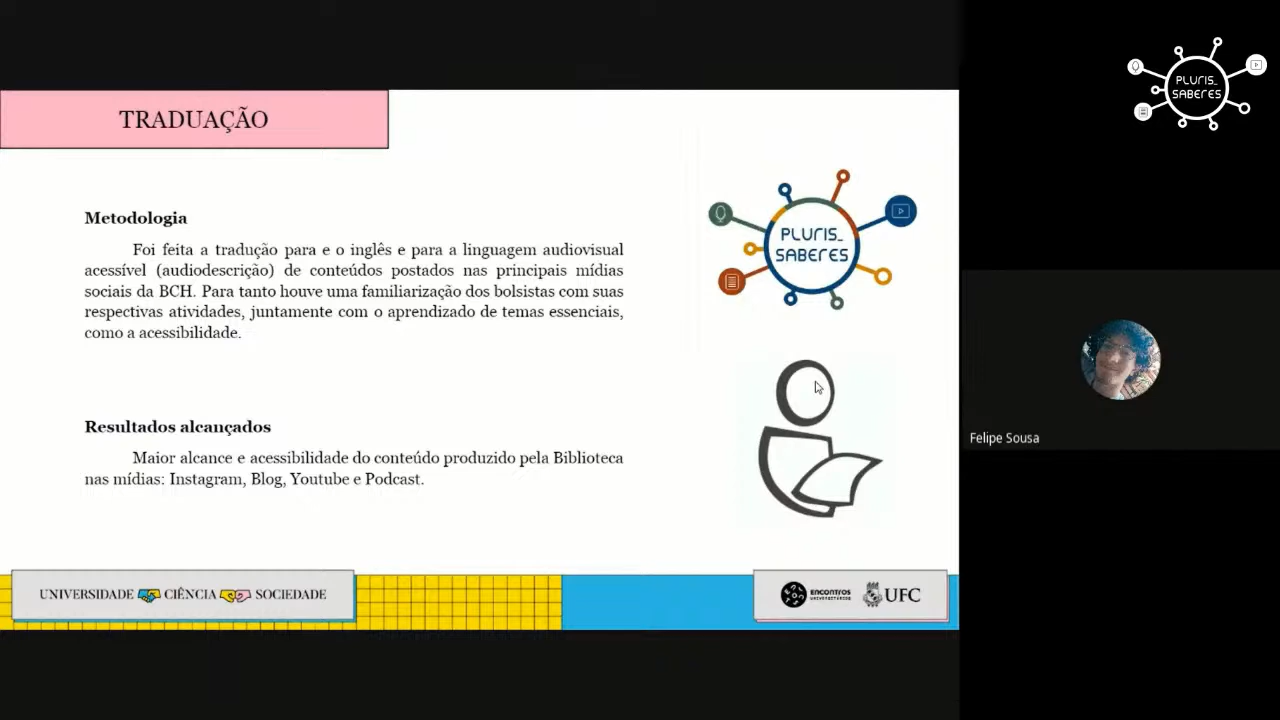 TRADUAÇÃO
Metodologia
Foi feita a tradução para e o inglês e para a linguagem audiovisual
acessível (audiodescrição) de conteúdos postados nas principais mídias
sociais da BCH. Para tanto houve uma familiarização dos bolsistas com suas
respectivas atividades, juntamente com o aprendizado de temas essenciais,
como a acessibilidade.
Resultados alcançados
Maior alcance e acessibilidade do conteúdo produzido pela Biblioteca
nas mídias: Instagram, Blog, Youtube e Podcast.
PLURIS_
SABERES
UNIVERSIDADE CIÊNCIA SOCIEDADE
ENCONTROS
UNIVERSITÁRIOS
UFC
PLURIS_
SABERES
Felipe Sousa